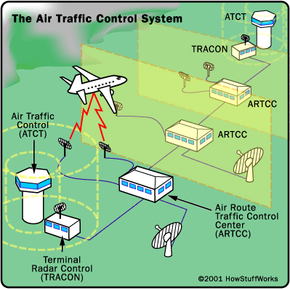 The Air Traffic Control System
ATCT
TRACON
ARTCC
ARTCC
Air Traffic
Control
(ATCT)
Air Route
Traffic Control
Center
(ARTCC)
Terminal
Radar Control
(TRACON)
©2001 HowStuffWorks